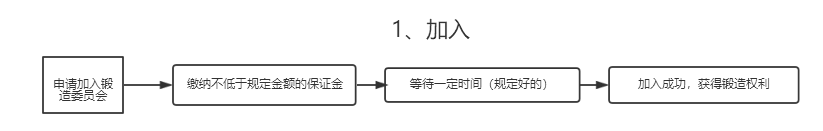 1、加入
申请加入锻
造委员会
缴纳不低于规定金额的保证金
等待一定时间（规定好的）
加入成功，获得锻造权利